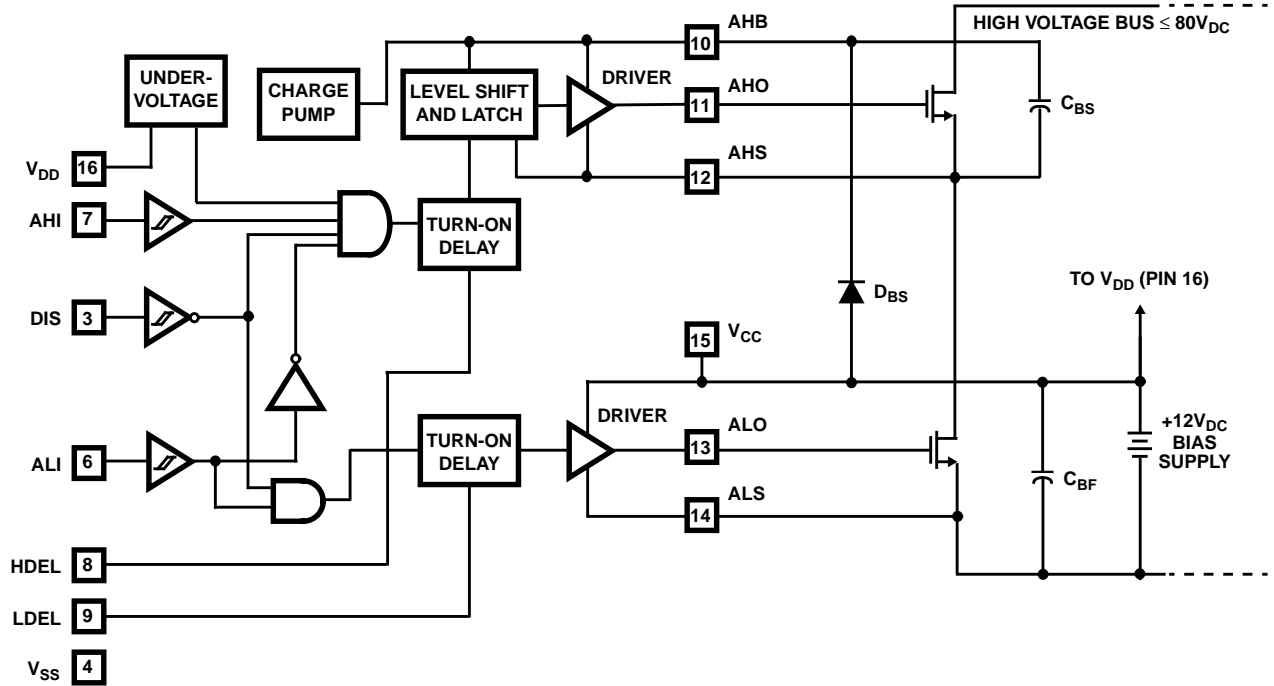 AHB
10
HIGH VOLTAGE BUS ≤ 80VDC
UNDER-
VOLTAGE
CHARGE
PUMP
LEVEL SHIFT
AND LATCH
DRIVER
AHO
11
CBS
VDD
16
AHS
12
AHI
7
TURN-ON
DELAY
DIS
3
DBS
TO VDD (PIN 16)
VCC
15
DRIVER
ALI
6
TURN-ON
DELAY
ALO
13
+12VDC
BIAS
SUPPLY
CBF
ALS
14
HDEL
8
LDEL
9
VSS
4